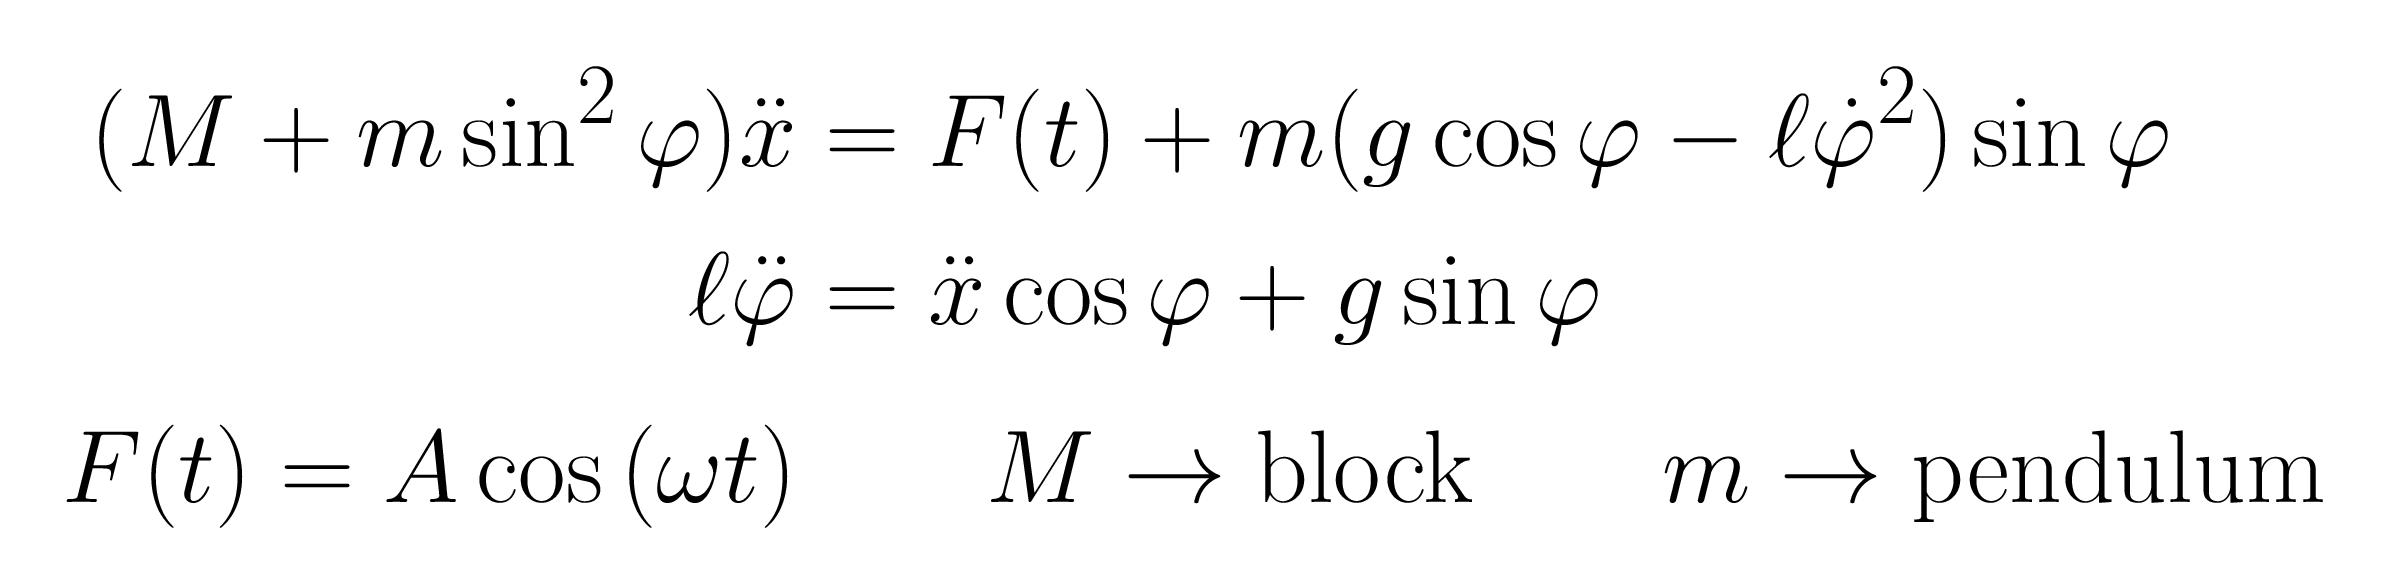 (M + m sin² φ)ẍ = F(t) + m(g cos φ − ℓφ̇²) sin φ
ℓφ̈ = ẍ cos φ + g sin φ
F(t) = A cos (ωt) M → block m → pendulum